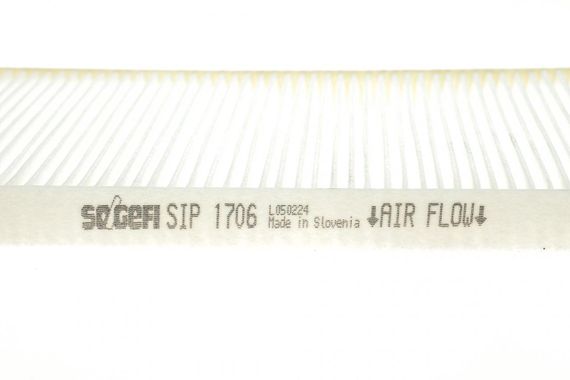 SOGEFI SIP 1706 L050224 ↓AIR FLOW↓
Made in Slovenia